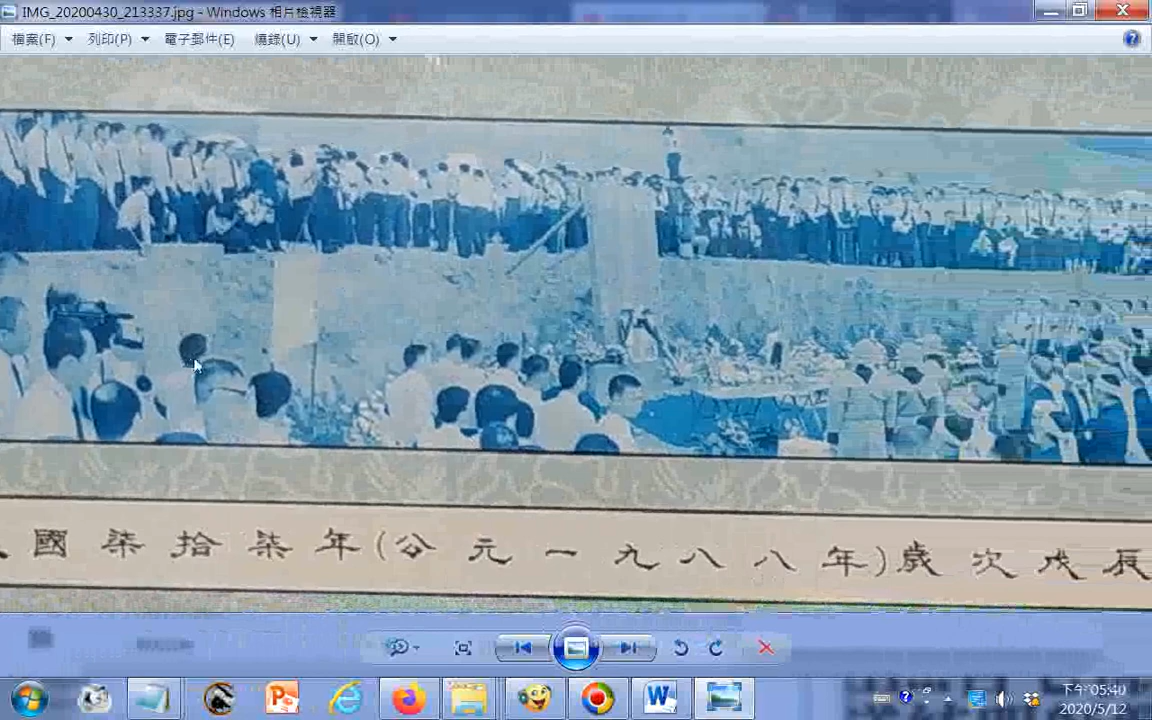 IMG_20200430_213337.jpg - Windows 相片檢視器
檔案(F) 列印(P) 電子郵件(E) 燒錄(U) 開啟(O)
國柒拾柒年(公元一九八八年)歲次戊辰
下午 05:40
2020/5/12